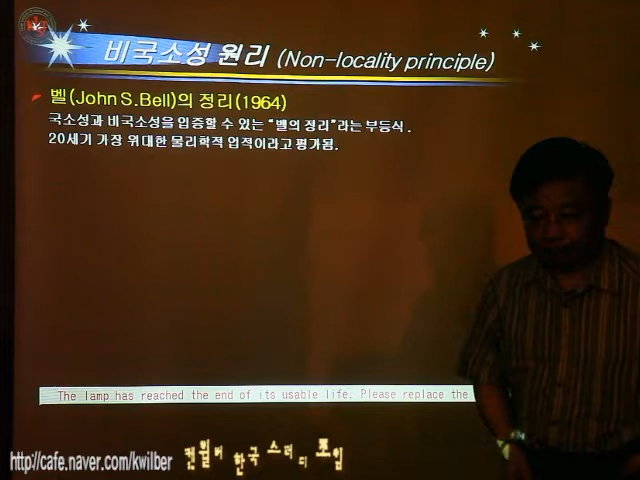 비국소성 원리 (Non-locality principle)
벨(John S.Bell)의 정리(1964)
국소성과 비국소성을 입증할 수 있는 "벨의 정리"라는 부등식 .
20세기 가장 위대한 물리학적 업적이라고 평가됨.
The lamp has reached the end of its usable life. Please replace the
http://cafe.naver.com/kwilber
켄윌버 한국 스터디 모임